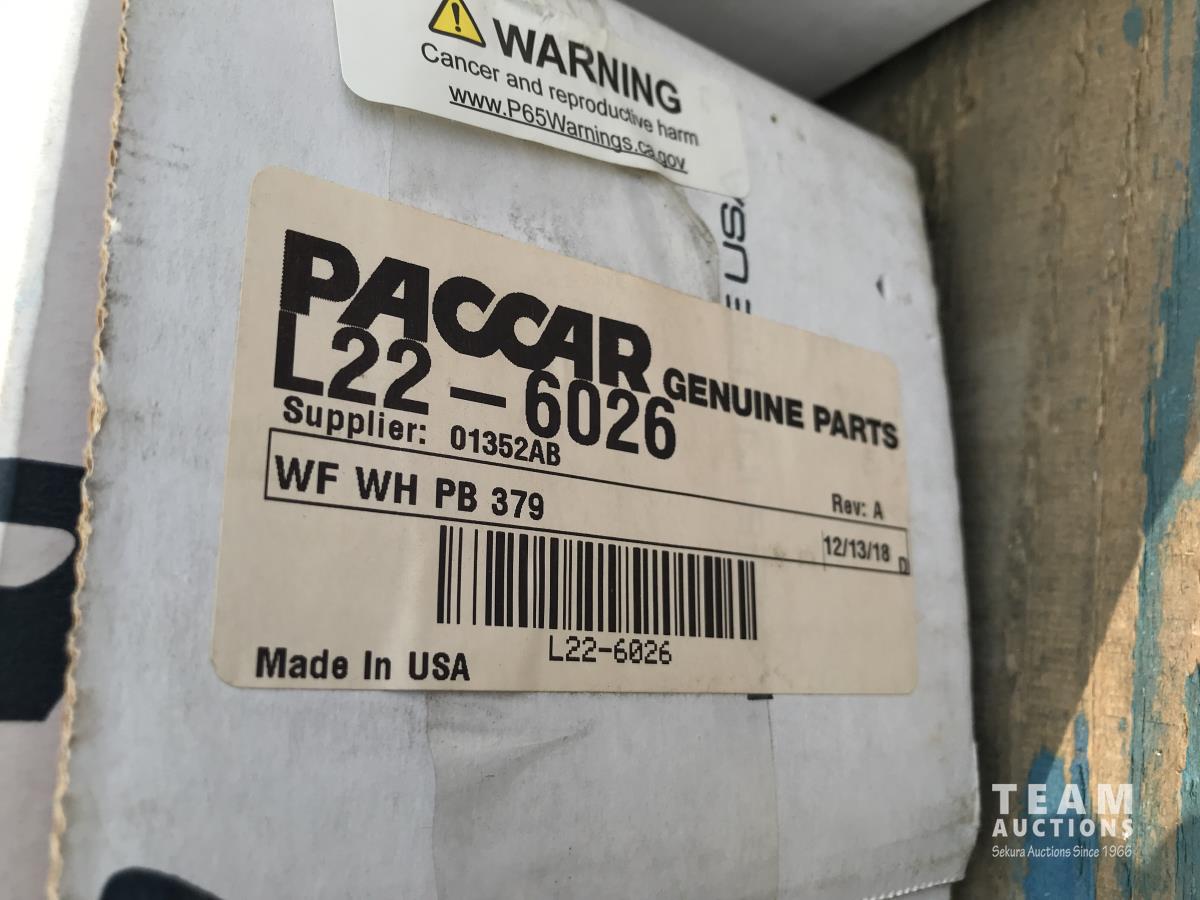 WARNING
Cancer and reproductive harm
www.P65Warnings.ca.gov
PACCAR GENUINE PARTS
L22-6026
Supplier: 01352AB
Rev: A
WF WH PB 379
12/13/18
L22-6026
Made In USA
TEAM
AUCTIONS
Sekura Auctions Since 1966